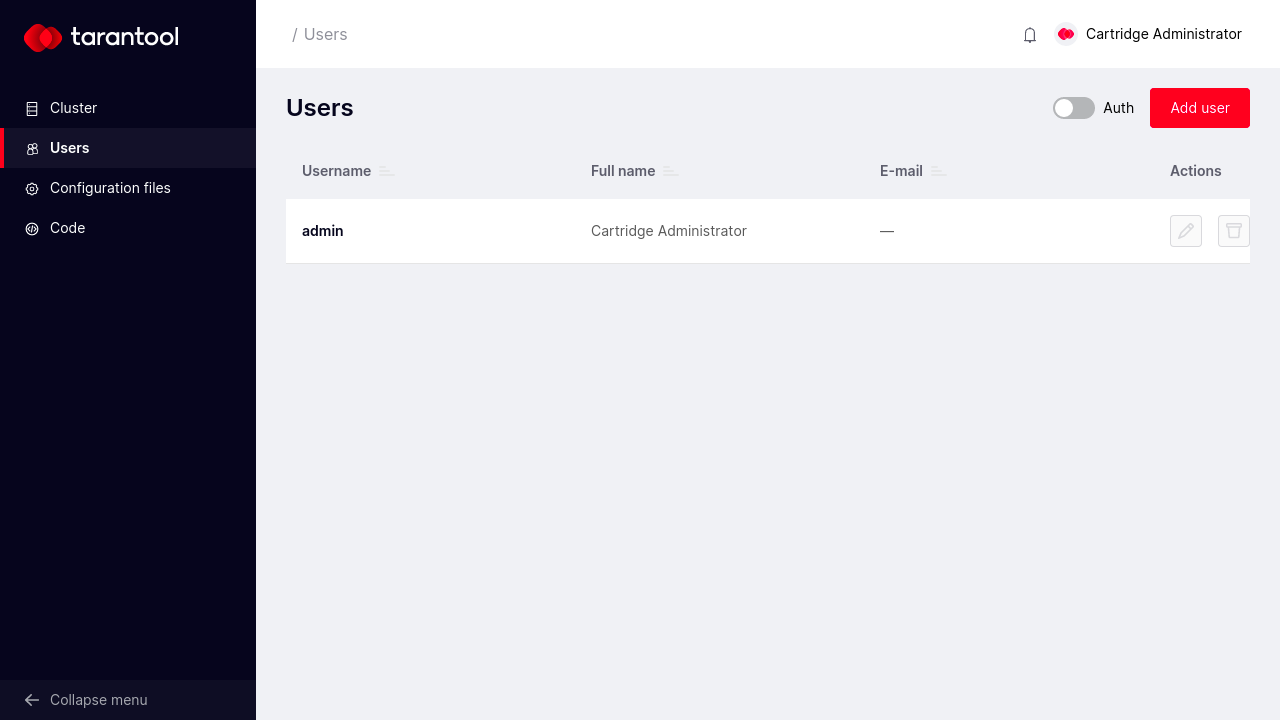 tarantool
Cluster
Users
Configuration files
Code
Collapse menu
/ Users
Cartridge Administrator
Users
Auth
Add user
Username
Full name
E-mail
Actions
admin
Cartridge Administrator
—